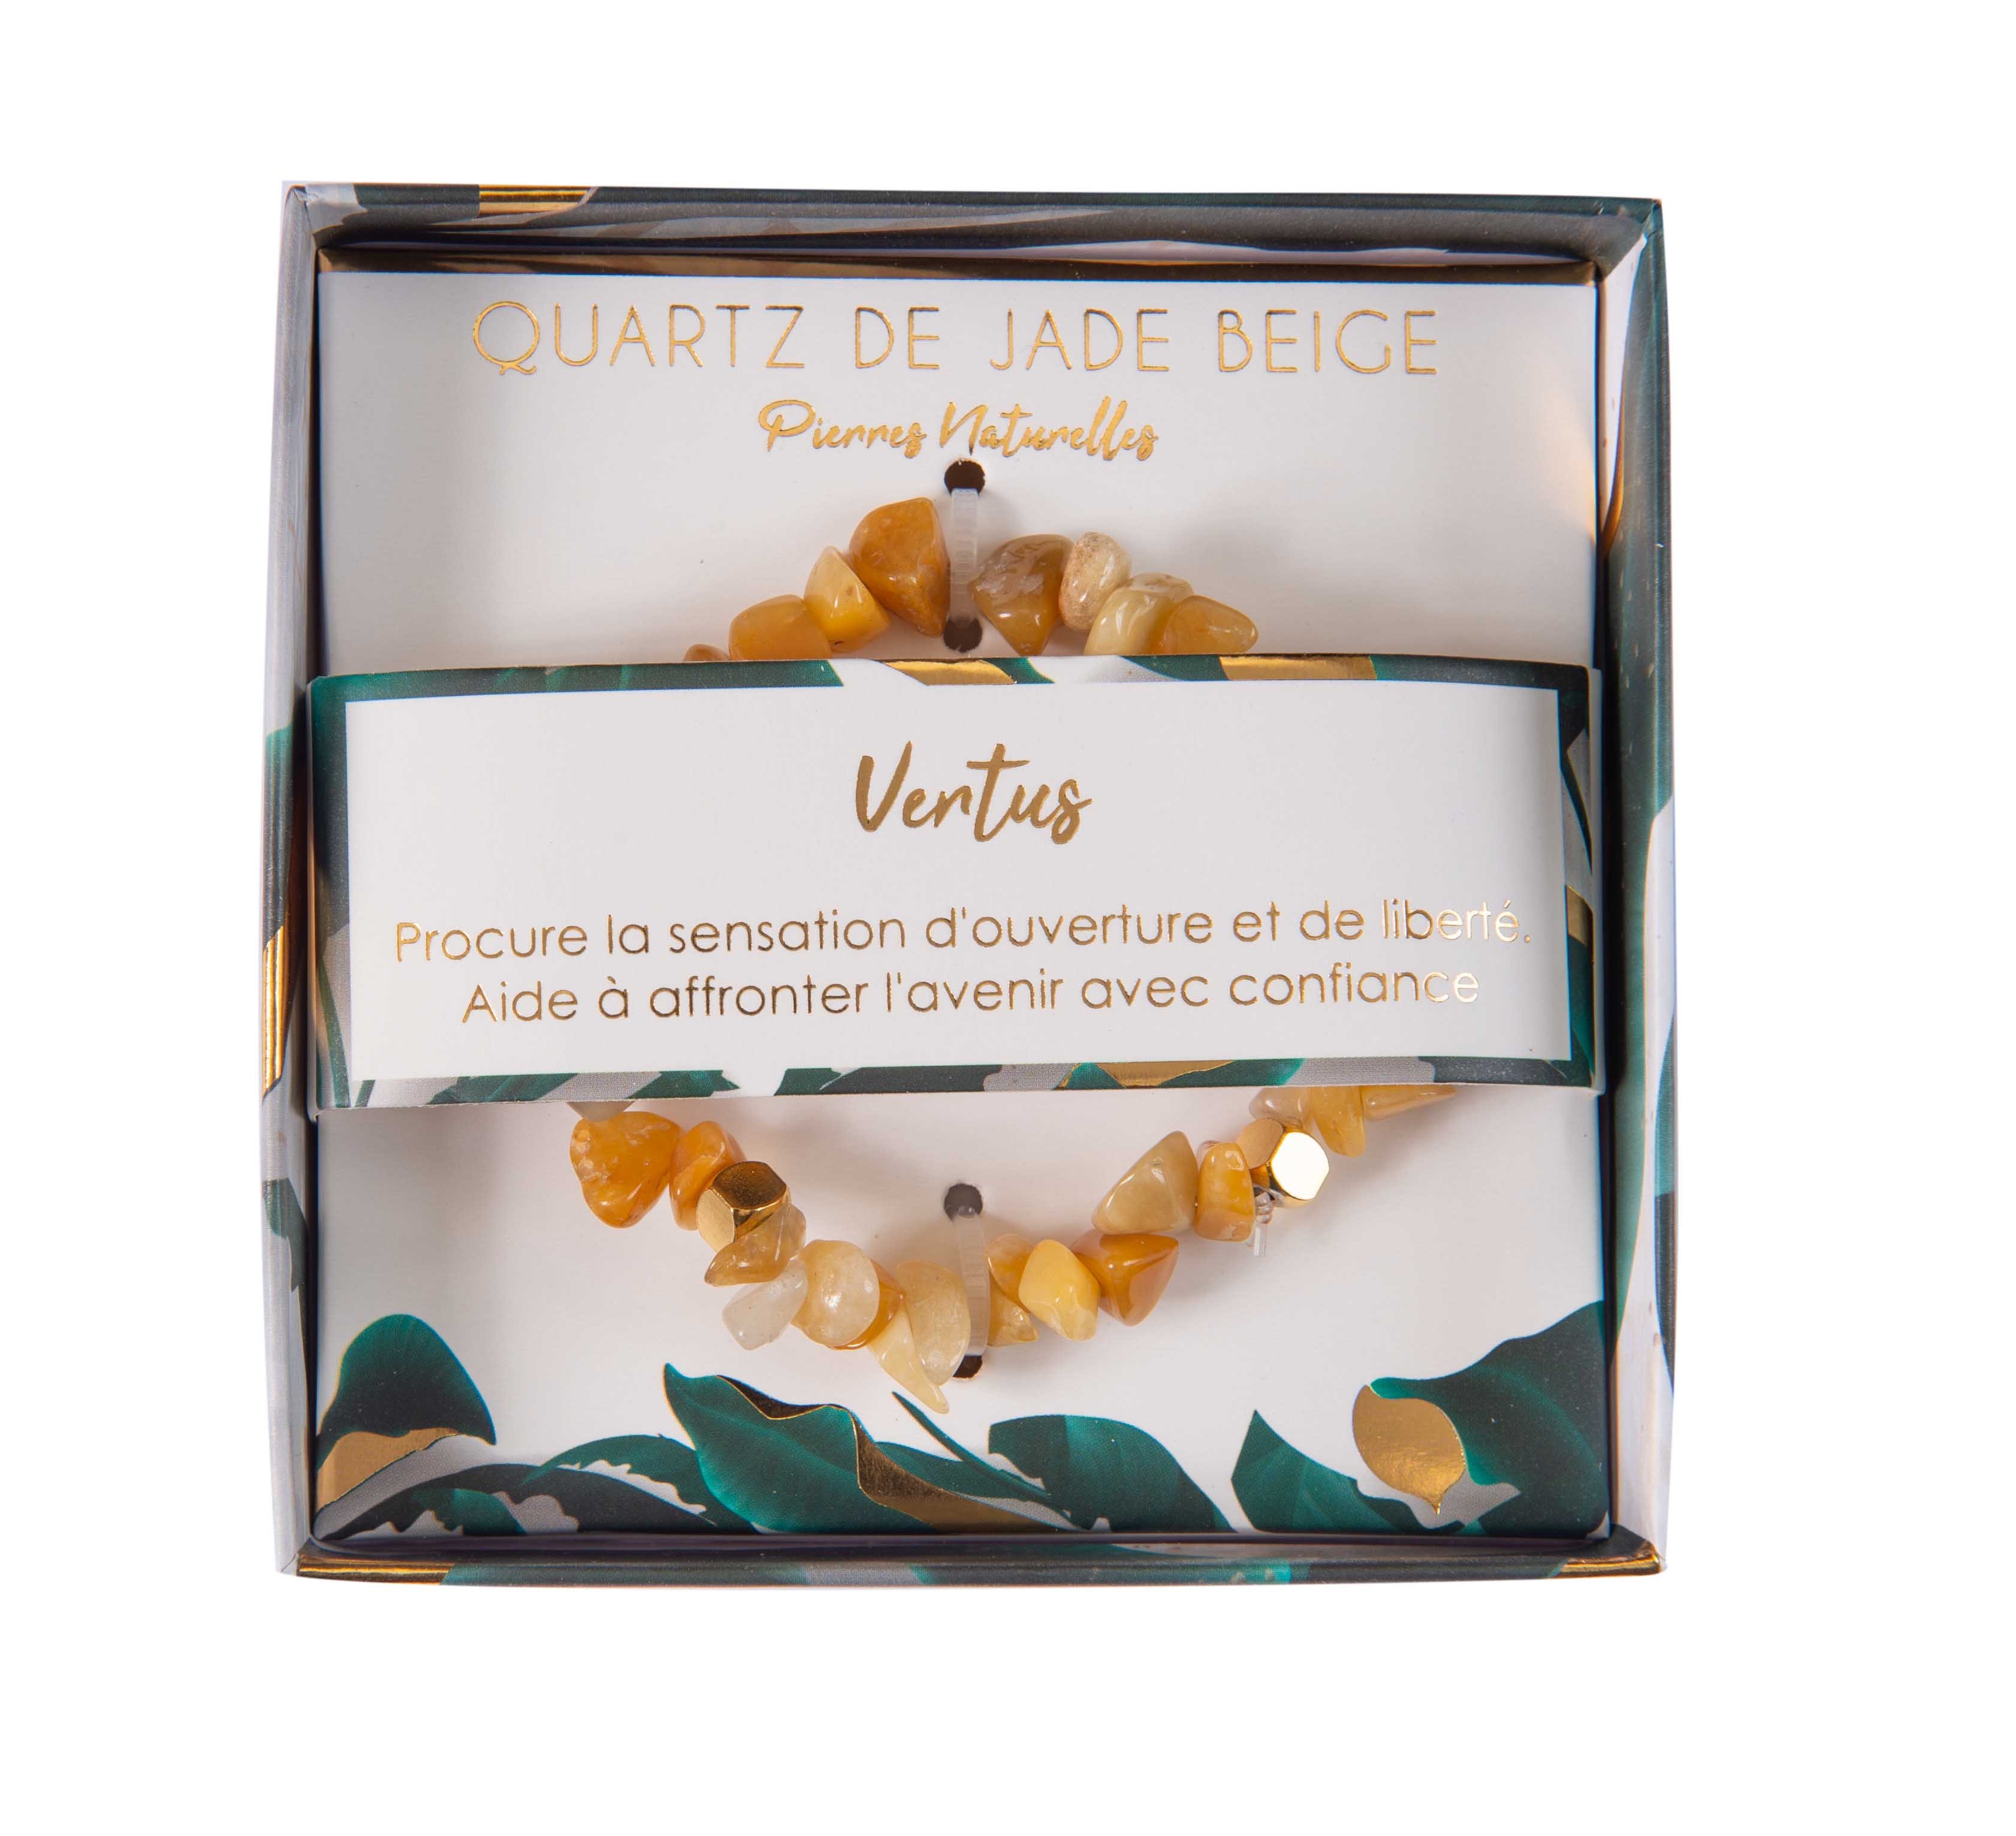 QUARTZ DE JADE BEIGE
Pierres Naturelles
Vertus
Procure la sensation d'ouverture et de liberté.
Aide à affronter l'avenir avec confiance